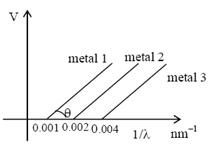 V
metal 1 metal 2
metal 3
θ
0.001 0.002 0.004
1/λ nm⁻¹